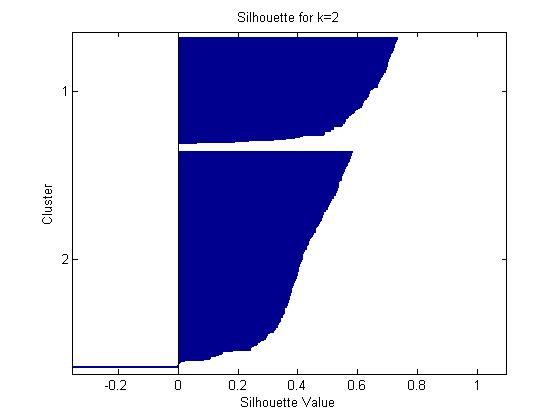 Silhouette for k=2
1
2
Cluster
-0.2 0 0.2 0.4 0.6 0.8 1
Silhouette Value